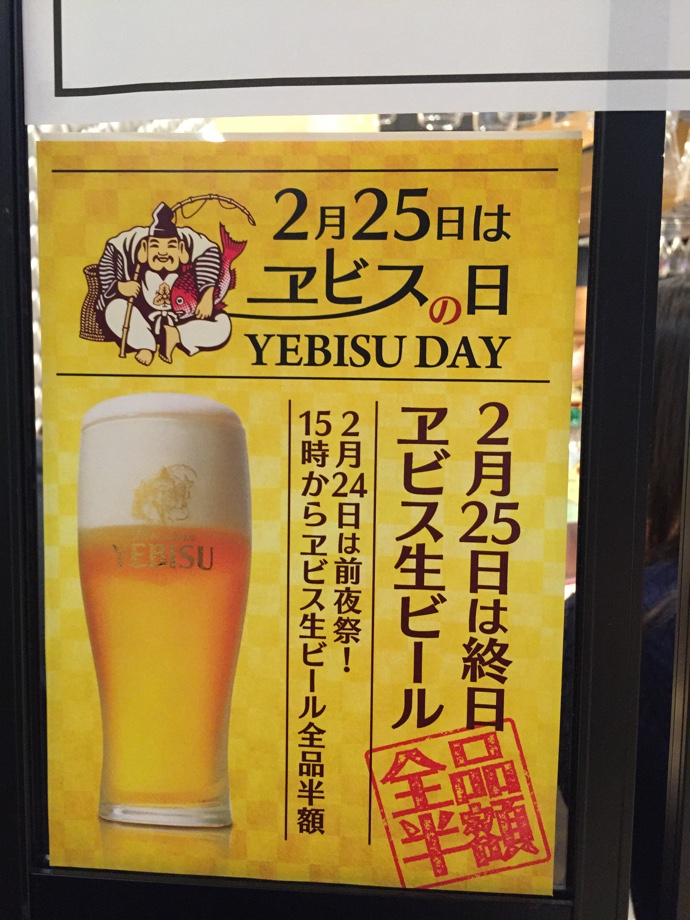 2月25日は
ヱビスの日
YEBISU DAY
2月25日は終日
ヱビス生ビール
全品
半額
2月24日は前夜祭！
15時からヱビス生ビール全品半額
YEBISU